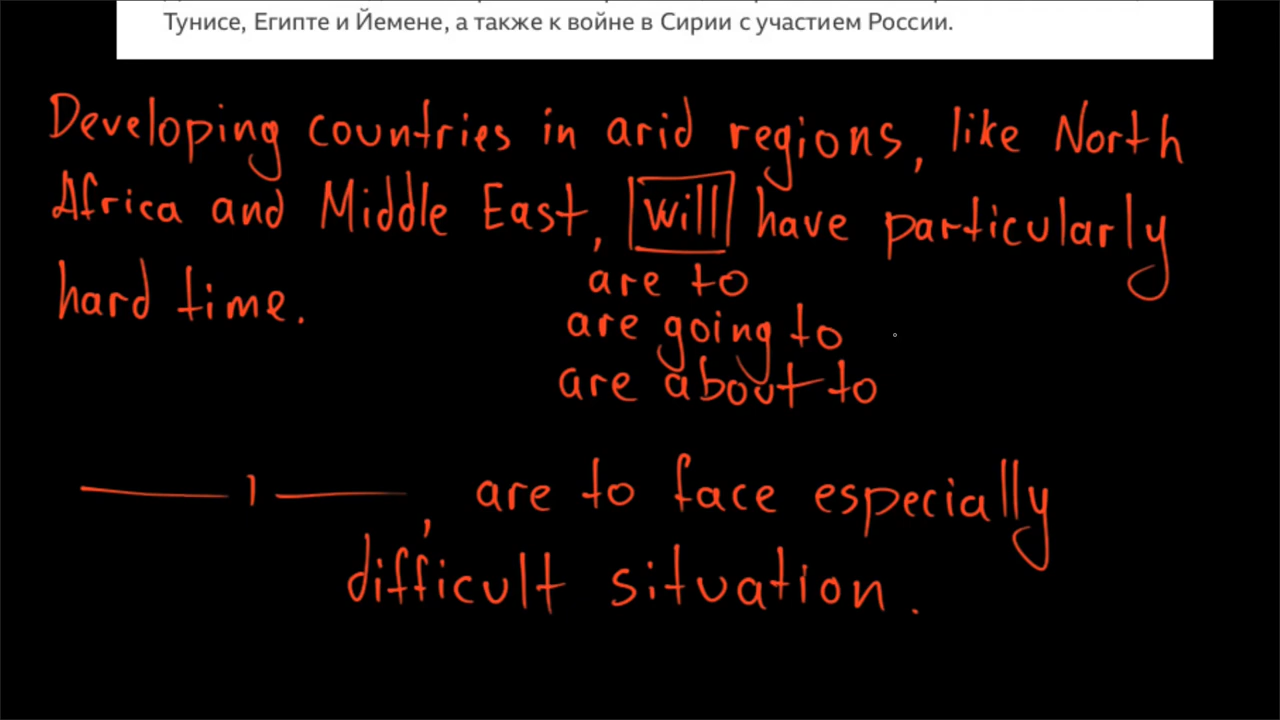 Тунисе, Египте и Йемене, а также к войне в Сирии с участием России.
Developing countries in arid regions, like North
Africa and Middle East, will have particularly
hard time.
are to
are going to
are about to
—— 1 ——, are to face especially
difficult situation.